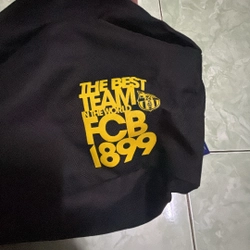 THE BEST
TEAM
IN THE WORLD
FCB
1899